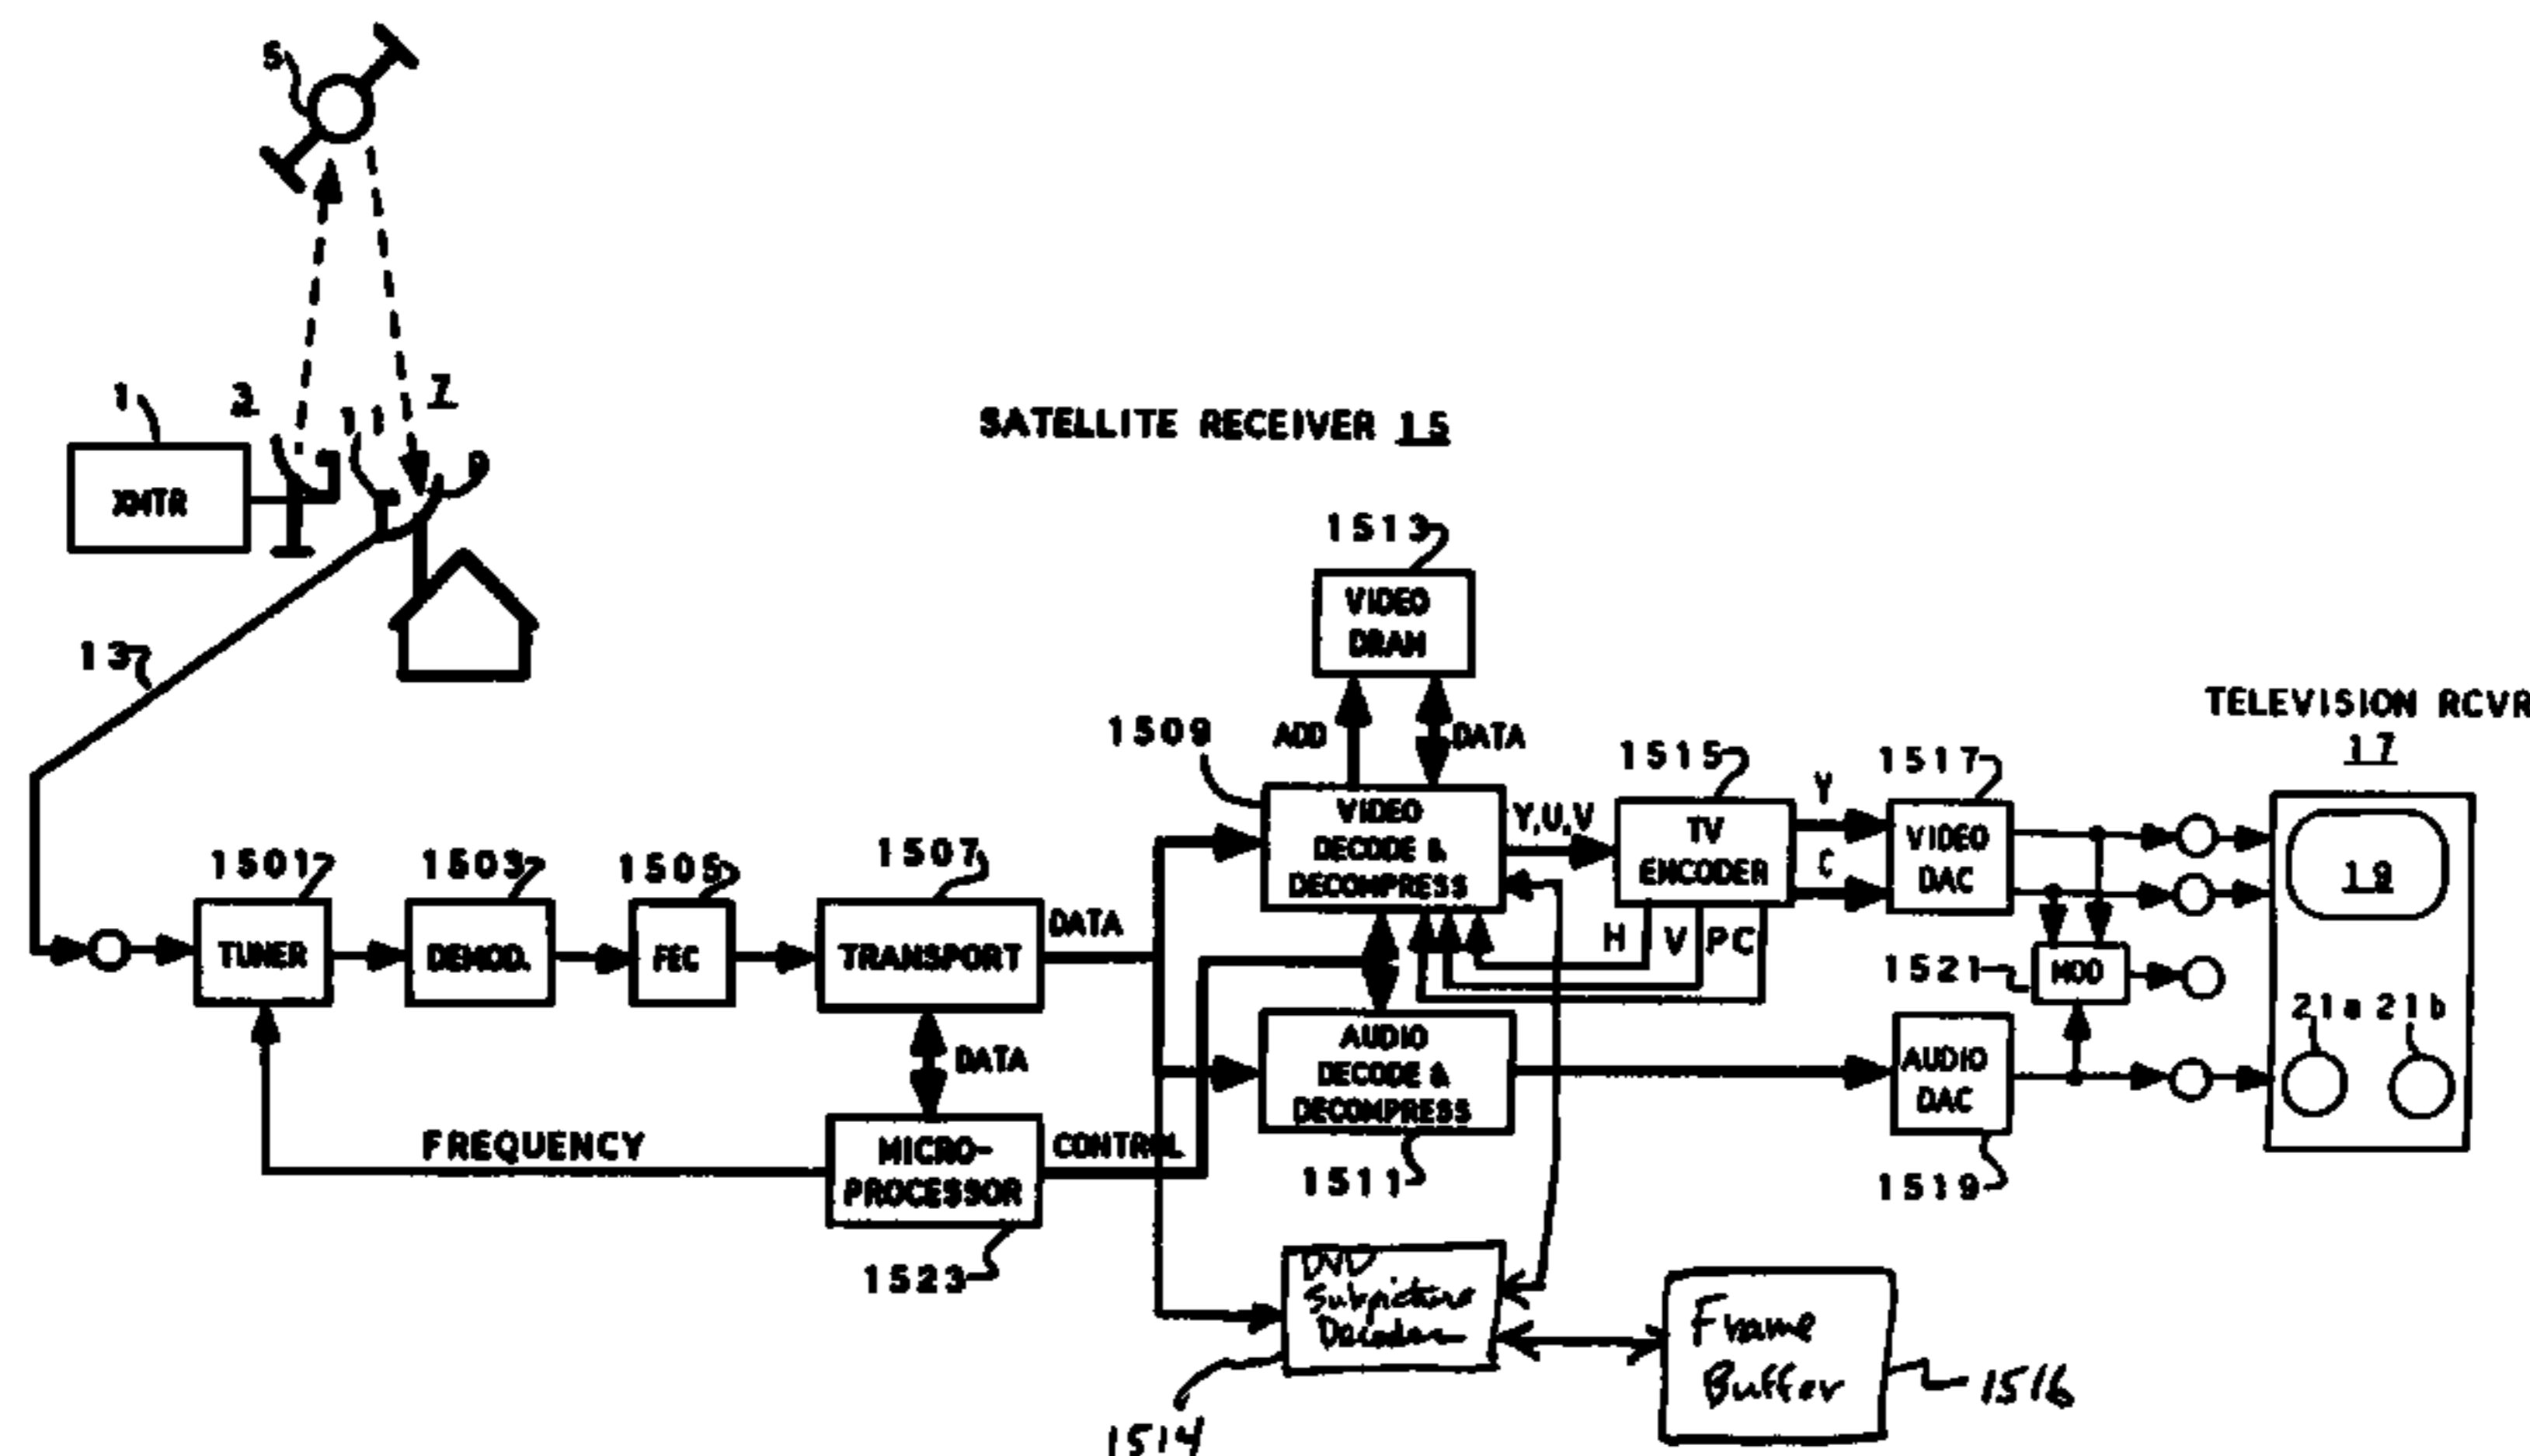 5
1
3
11
7
9
XMTR
13
SATELLITE RECEIVER 15
1513
VIDEO
DRAM
ADD
DATA
1509
VIDEO
DECODE &
DECOMPRESS
Y,U,V
1515
TV
ENCODER
Y
C
1517
VIDEO
DAC
TELEVISION RCVR
17
19
1501
TUNER
1503
DEMOD.
1505
FEC
1507
TRANSPORT
DATA
H
V
PC
1521
MOD
21a
21b
DATA
AUDIO
DECODE &
DECOMPRESS
1511
AUDIO
DAC
1519
FREQUENCY
MICRO-
PROCESSOR
CONTROL
1523
DVD
Subpicture
Decoder
1514
Frame
Buffer
1516